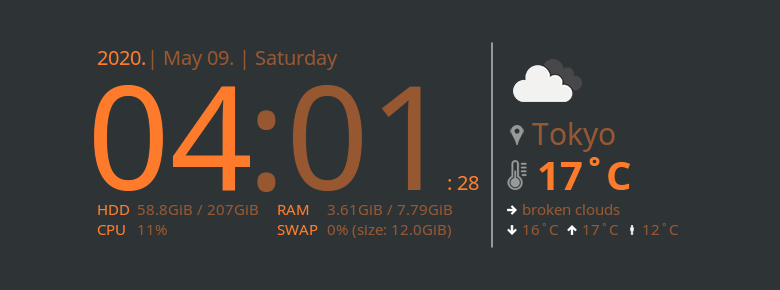 2020.| May 09. | Saturday
04:01 : 28
HDD 58.8GiB / 207GiB RAM 3.61GiB / 7.79GiB
CPU 11% SWAP 0% (size: 12.0GiB)
Tokyo
17°C
broken clouds
16°C 17°C 12°C